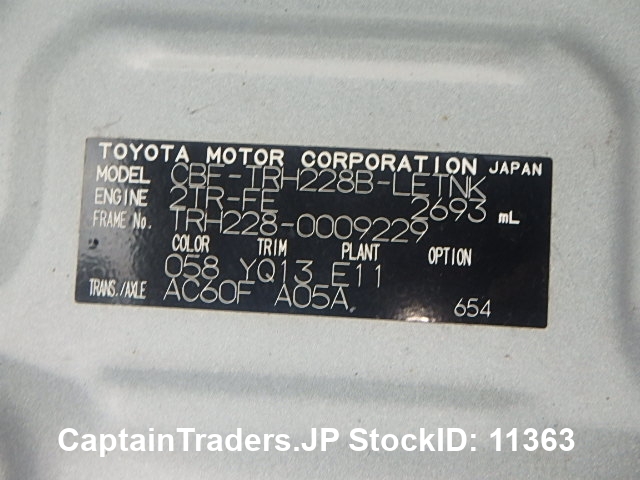 TOYOTA MOTOR CORPORATION JAPAN
MODEL CBF-TRH228B-LETNK
ENGINE 2TR-FE 2693 mL
FRAME No. TRH228-0009229
COLOR TRIM PLANT OPTION
058 YQ13 E11
TRANS./AXLE AC60F A05A 654
CaptainTraders.JP StockID: 11363